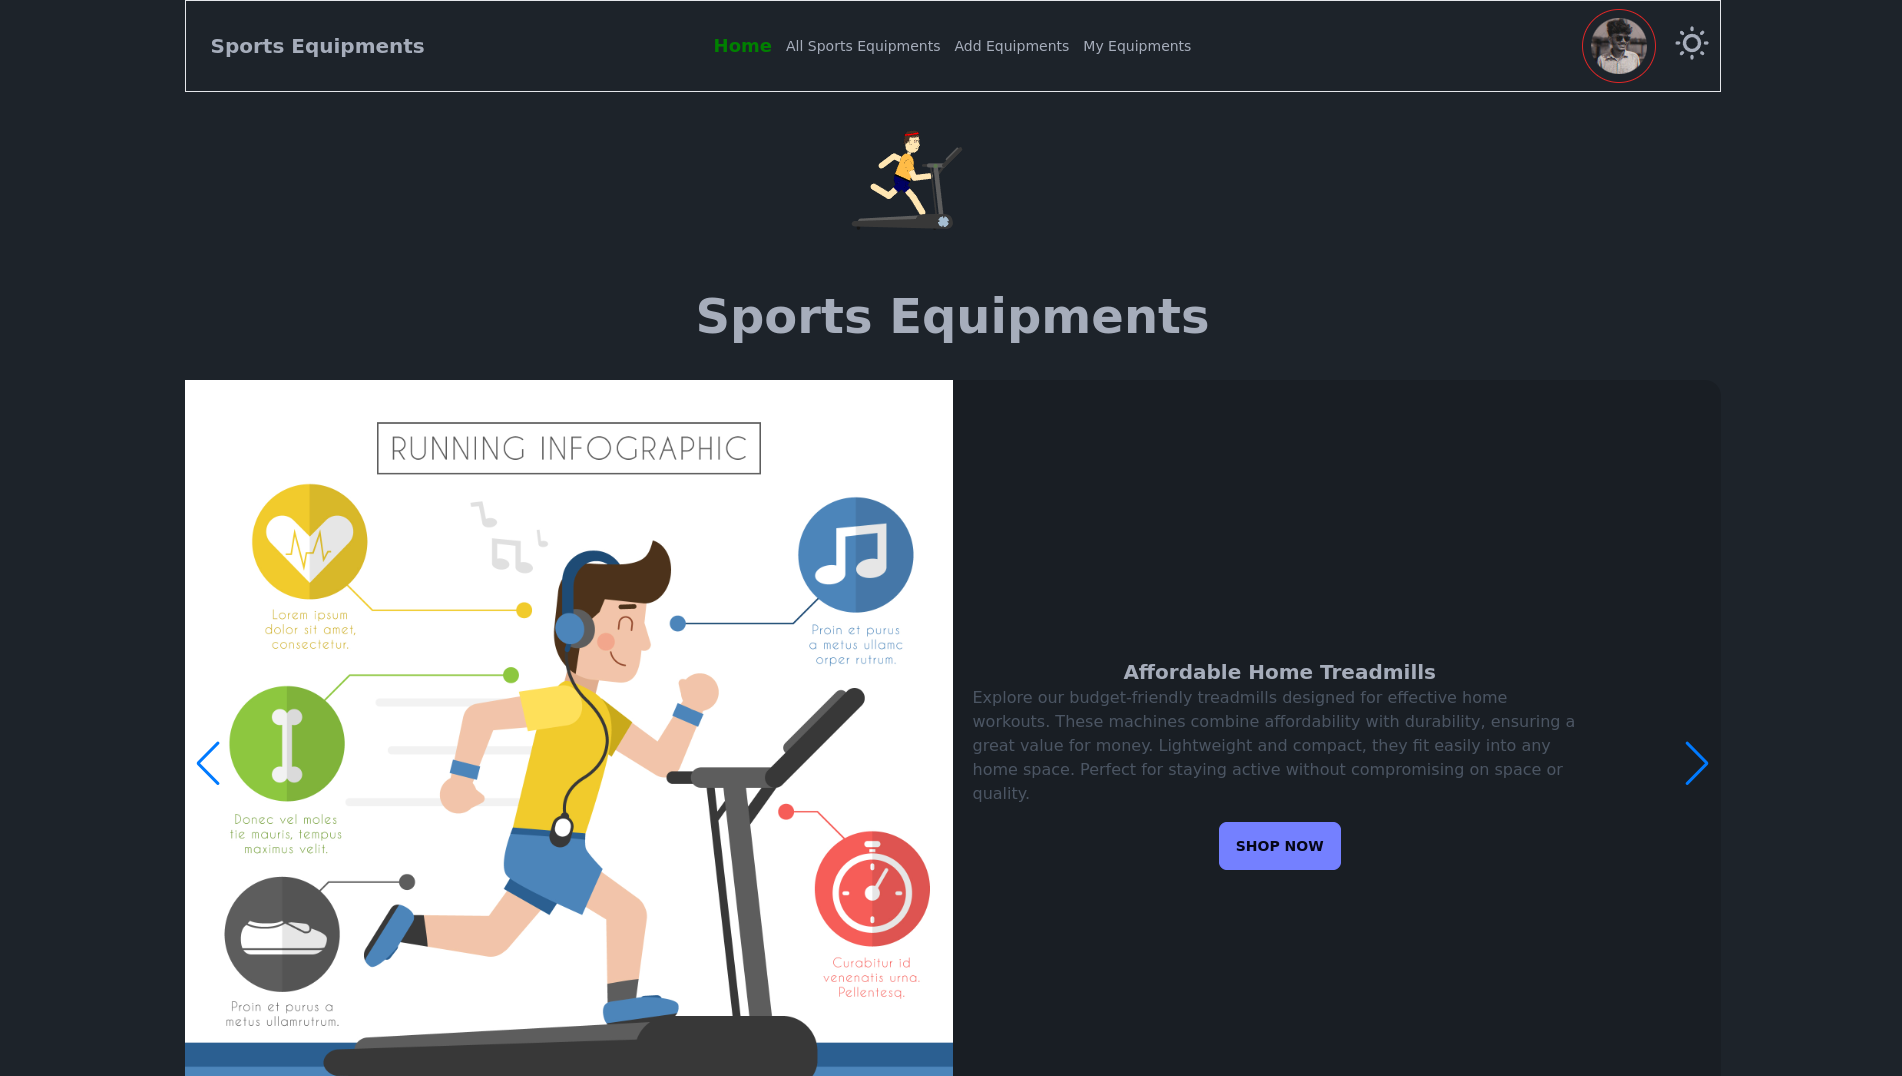 Sports Equipments
Home
All Sports Equipments
Add Equipments
My Equipments
Sports Equipments
RUNNING INFOGRAPHIC
Lorem ipsum
dolor sit amet,
consectetur.
Proin et purus
a metus ullamc
orper rutrum.
Donec vel moles
tie mauris, tempus
maximus velit.
Proin et purus a
metus ullamrutrum.
Curabitur id
venenatis urna.
Pellentesq.
Affordable Home Treadmills
Explore our budget-friendly treadmills designed for effective home
workouts. These machines combine affordability with durability, ensuring a
great value for money. Lightweight and compact, they fit easily into any
home space. Perfect for staying active without compromising on space or
quality.
SHOP NOW